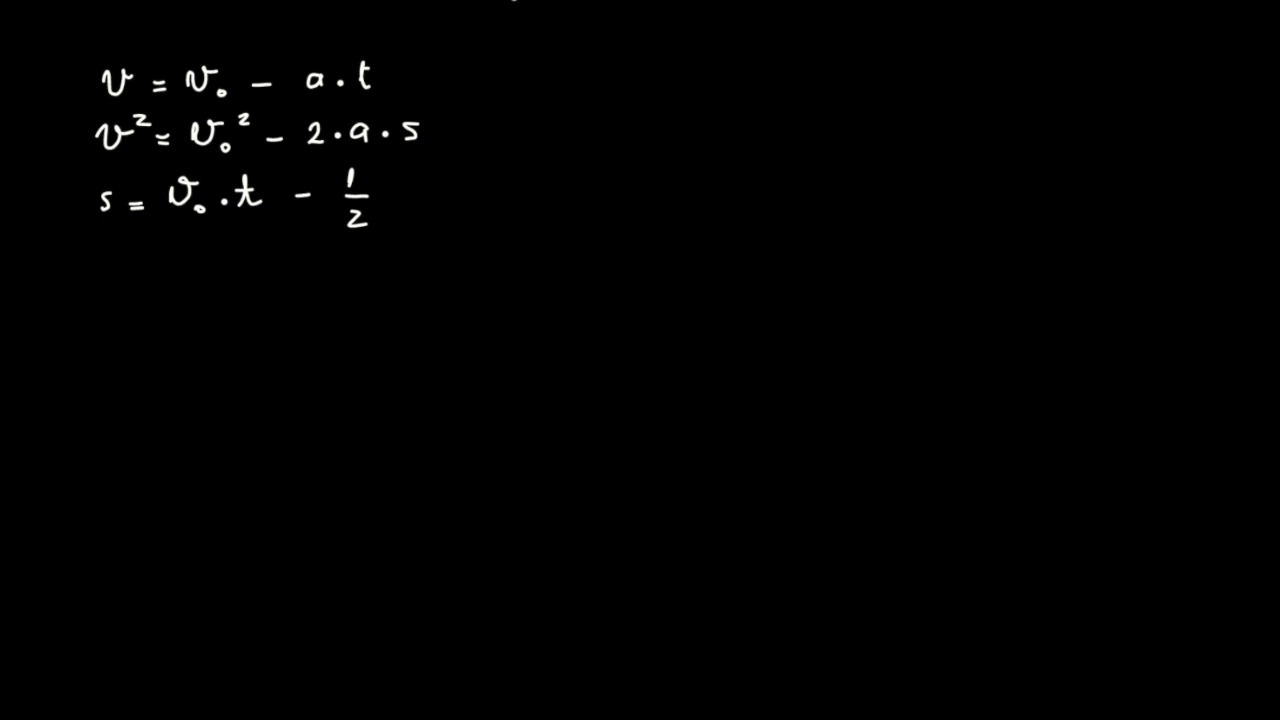 v = v₀ - a · t
v² = v₀² - 2 · a · s
s = v₀ · t - 1/2